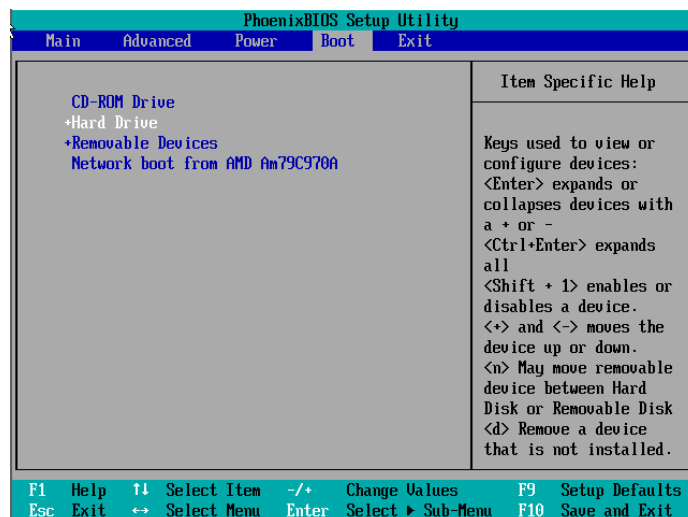 PhoenixBIOS Setup Utility
Main Advanced Power Boot Exit
Item Specific Help
CD-ROM Drive
+Hard Drive
+Removable Devices
Network boot from AMD Am79C970A
Keys used to view or
configure devices:
<Enter> expands or
collapses devices with
a + or -
<Ctrl+Enter> expands
all
<Shift + 1> enables or
disables a device.
<+> and <-> moves the
device up or down.
<n> May move removable
device between Hard
Disk or Removable Disk
<d> Remove a device
that is not installed.
F1 Help ↑↓ Select Item -/+ Change Values F9 Setup Defaults
Esc Exit ↔ Select Menu Enter Select ▶ Sub-Menu F10 Save and Exit